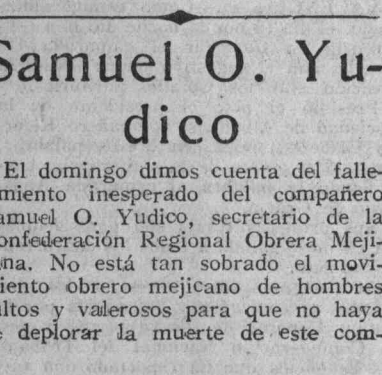 Samuel O. Yu-
dico
El domingo dimos cuenta del falle-
miento inesperado del compañero
amuel O. Yudico, secretario de la
onfederación Regional Obrera Meji-
na. No está tan sobrado el movi-
iento obrero mejicano de hombres
ultos y valerosos para que no haya
e deplorar la muerte de este com-